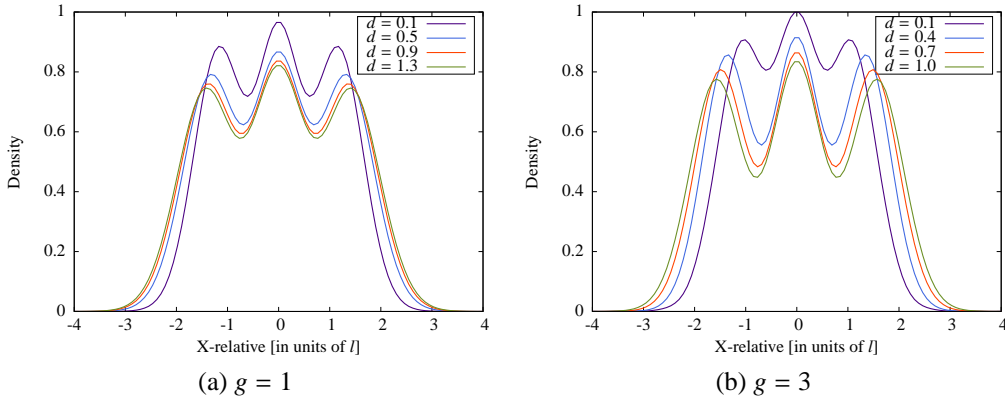 Density
1
0.8
0.6
0.4
0.2
0
d = 0.1
d = 0.5
d = 0.9
d = 1.3
-4 -3 -2 -1 0 1 2 3 4
X-relative [in units of l]
(a) g = 1
Density
1
0.8
0.6
0.4
0.2
0
d = 0.1
d = 0.4
d = 0.7
d = 1.0
-4 -3 -2 -1 0 1 2 3 4
X-relative [in units of l]
(b) g = 3